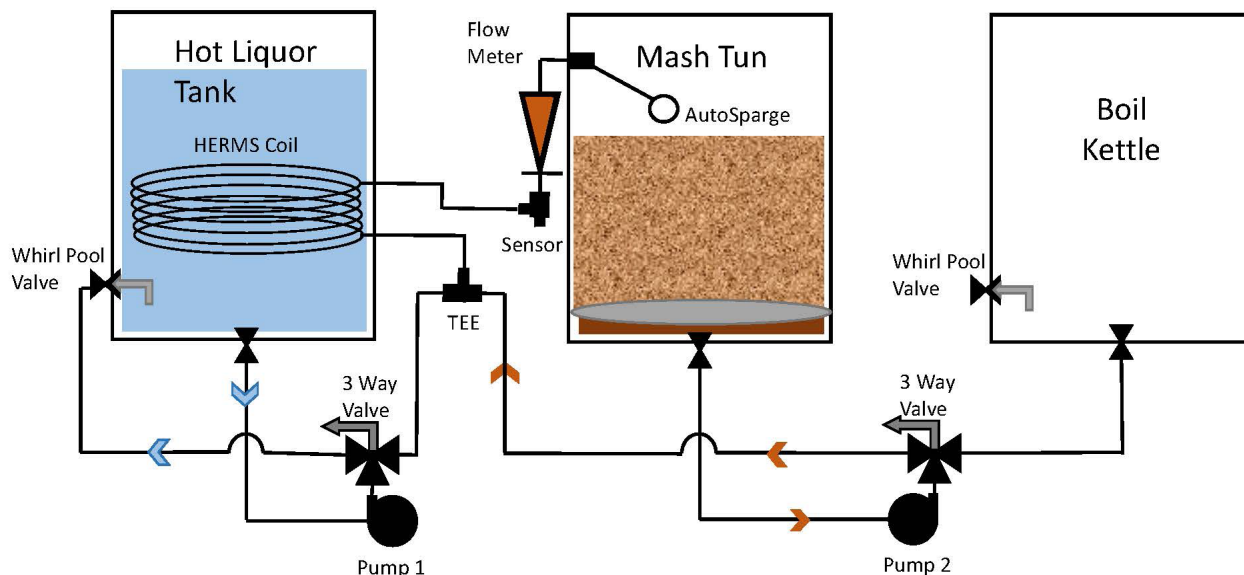 Hot Liquor
Tank
HERMS Coil
Flow
Meter
Mash Tun
AutoSparge
Boil
Kettle
Sensor
Whirl Pool
Valve
TEE
Whirl Pool
Valve
3 Way
Valve
3 Way
Valve
Pump 1
Pump 2